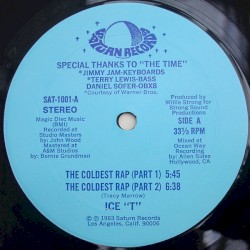 SATURN RECORDS
SPECIAL THANKS TO "THE TIME"
*JIMMY JAM-KEYBOARDS
*TERRY LEWIS-BASS
DANIEL SOFER-OBX8
*Courtesy of Warner Bros.
SAT-1001-A
STEREO
Magic Disc Music
(BMI)
Recorded at
Studio Masters
by: John Wood
Mastered at
A&M Studios
by: Bernie Grundman
Produced by:
Willie Strong
for Strong Sound
Productions
SIDE A
33⅓ RPM
Mixed at
Ocean Way
Recording
by: Allen Sides
Hollywood, CA
THE COLDEST RAP (PART 1) 5:45
THE COLDEST RAP (PART 2) 6:38
(Tracy Marrow)
!CE "T"
© ℗ 1983 Saturn Records
Los Angeles, Calif. 90006